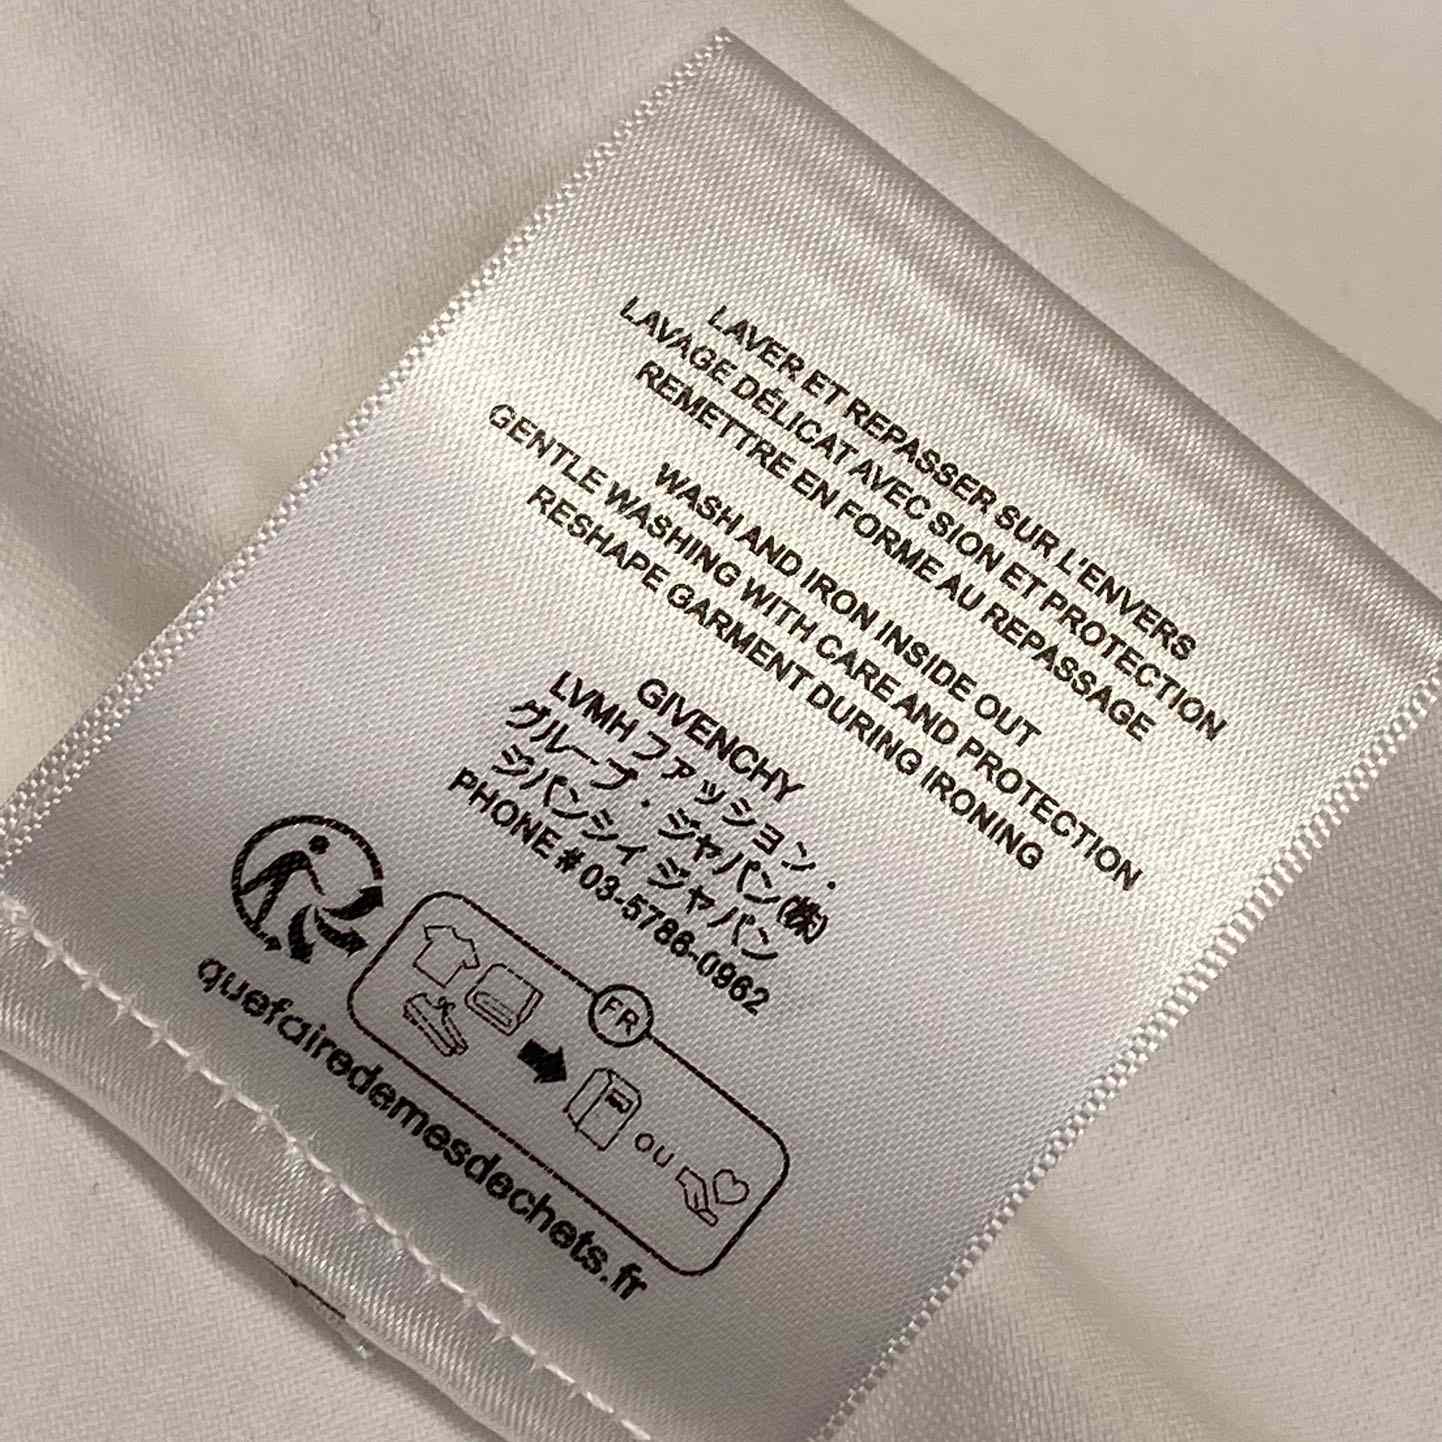 LAVER ET REPASSER SUR L'ENVERS
LAVAGE DÉLICAT AVEC SION ET PROTECTION
REMETTRE EN FORME AU REPASSAGE
WASH AND IRON INSIDE OUT
GENTLE WASHING WITH CARE AND PROTECTION
RESHAPE GARMENT DURING IRONING
GIVENCHY
LVMH ファッション・
グループ・ジャパン(株)
ジバンシィ ジャパン
PHONE # 03-5786-0962
FR
OU
quefairedemesdechets.fr